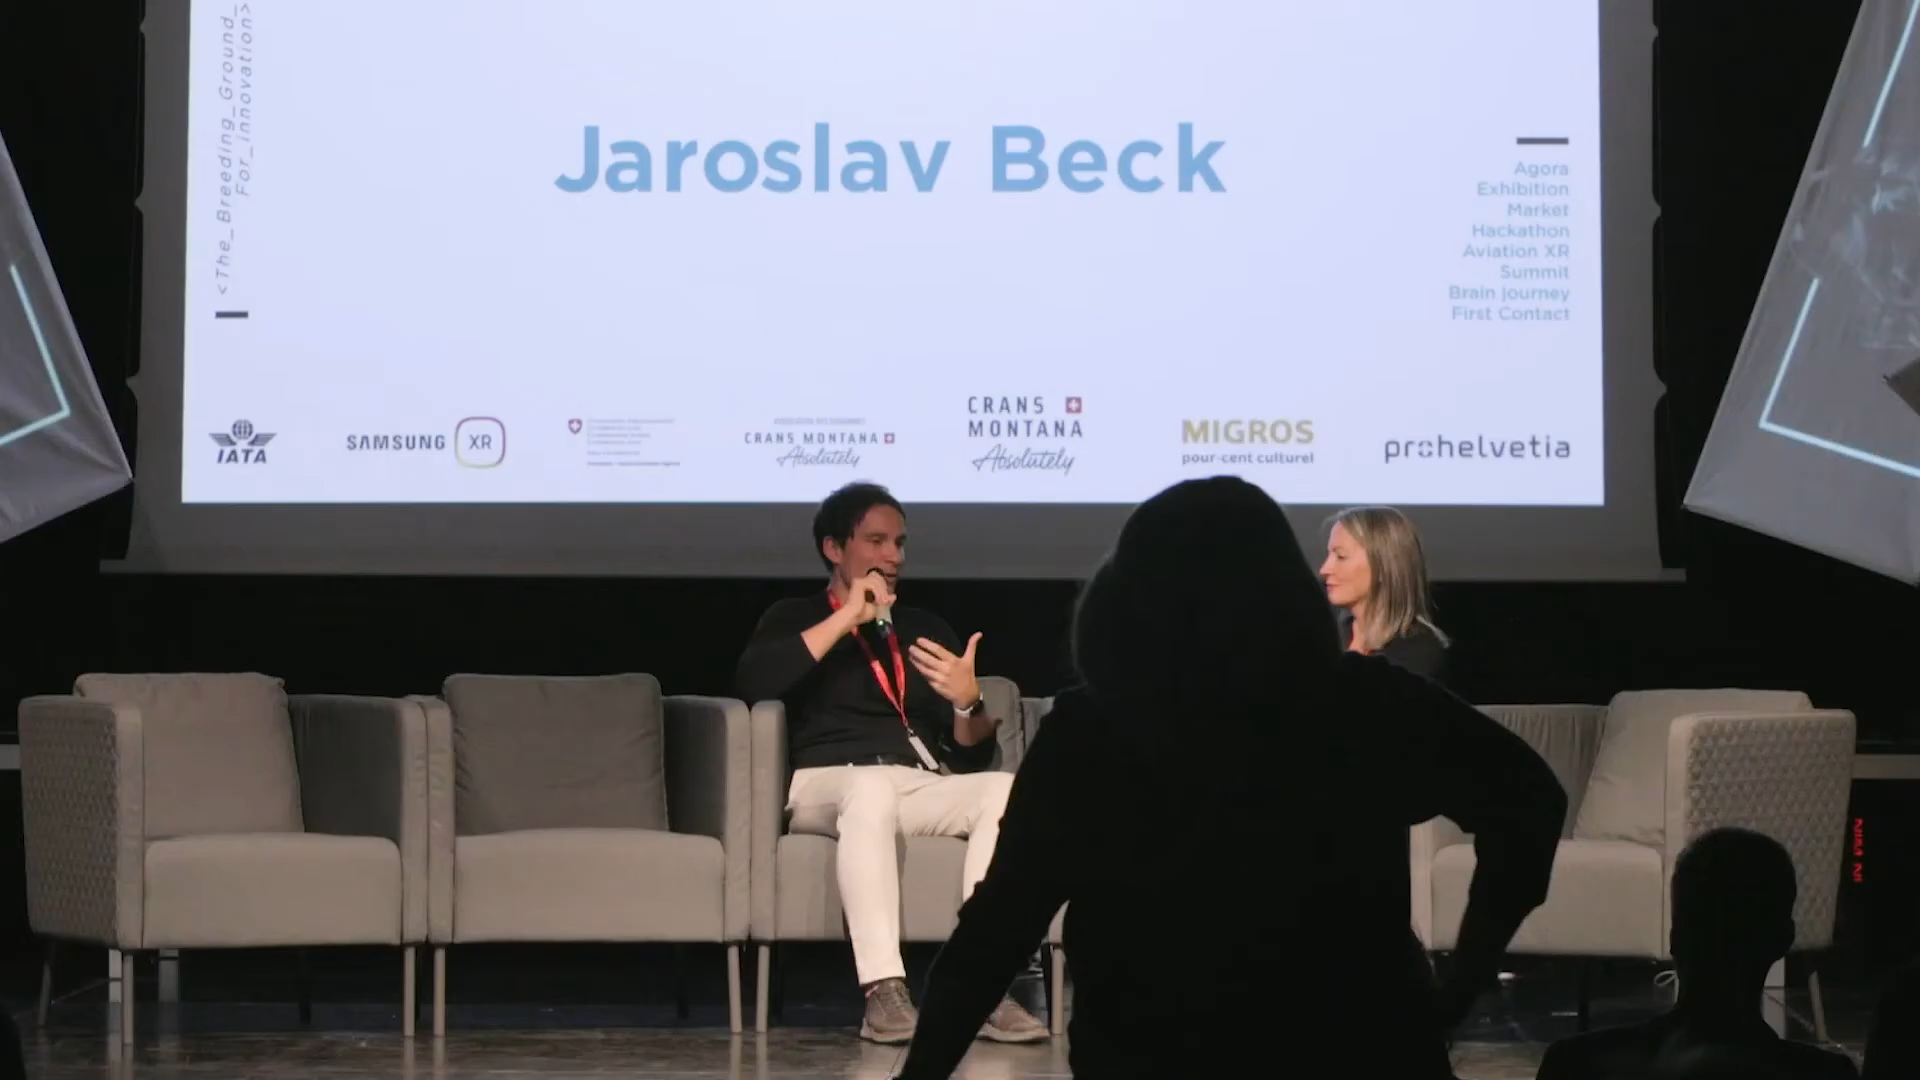 <The_Breeding_Ground_
For_innovation>
Jaroslav Beck
Agora
Exhibition
Market
Hackathon
Aviation XR
Summit
Brain journey
First Contact
IATA
SAMSUNG XR
CRANS MONTANA
Absolutely
CRANS
MONTANA
Absolutely
MIGROS
pour-cent culturel
prohelvetia